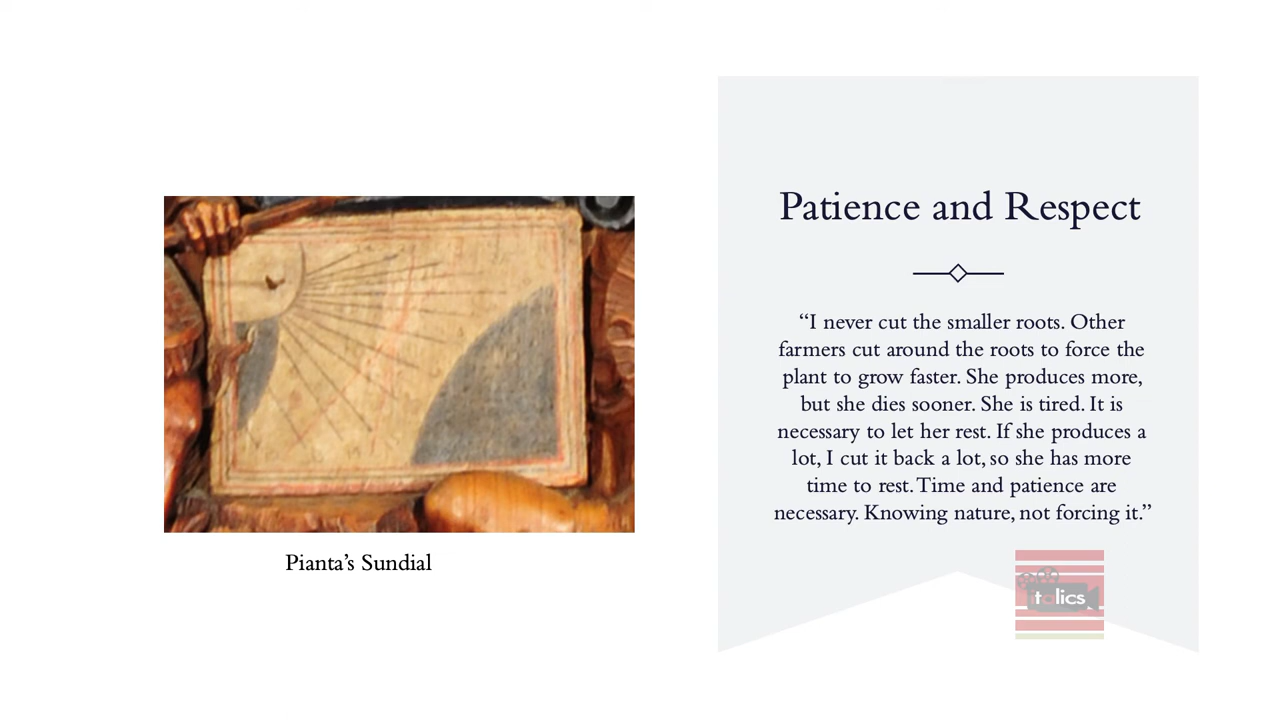 Patience and Respect
“I never cut the smaller roots. Other
farmers cut around the roots to force the
plant to grow faster. She produces more,
but she dies sooner. She is tired. It is
necessary to let her rest. If she produces a
lot, I cut it back a lot, so she has more
time to rest. Time and patience are
necessary. Knowing nature, not forcing it.”
Pianta’s Sundial
italics